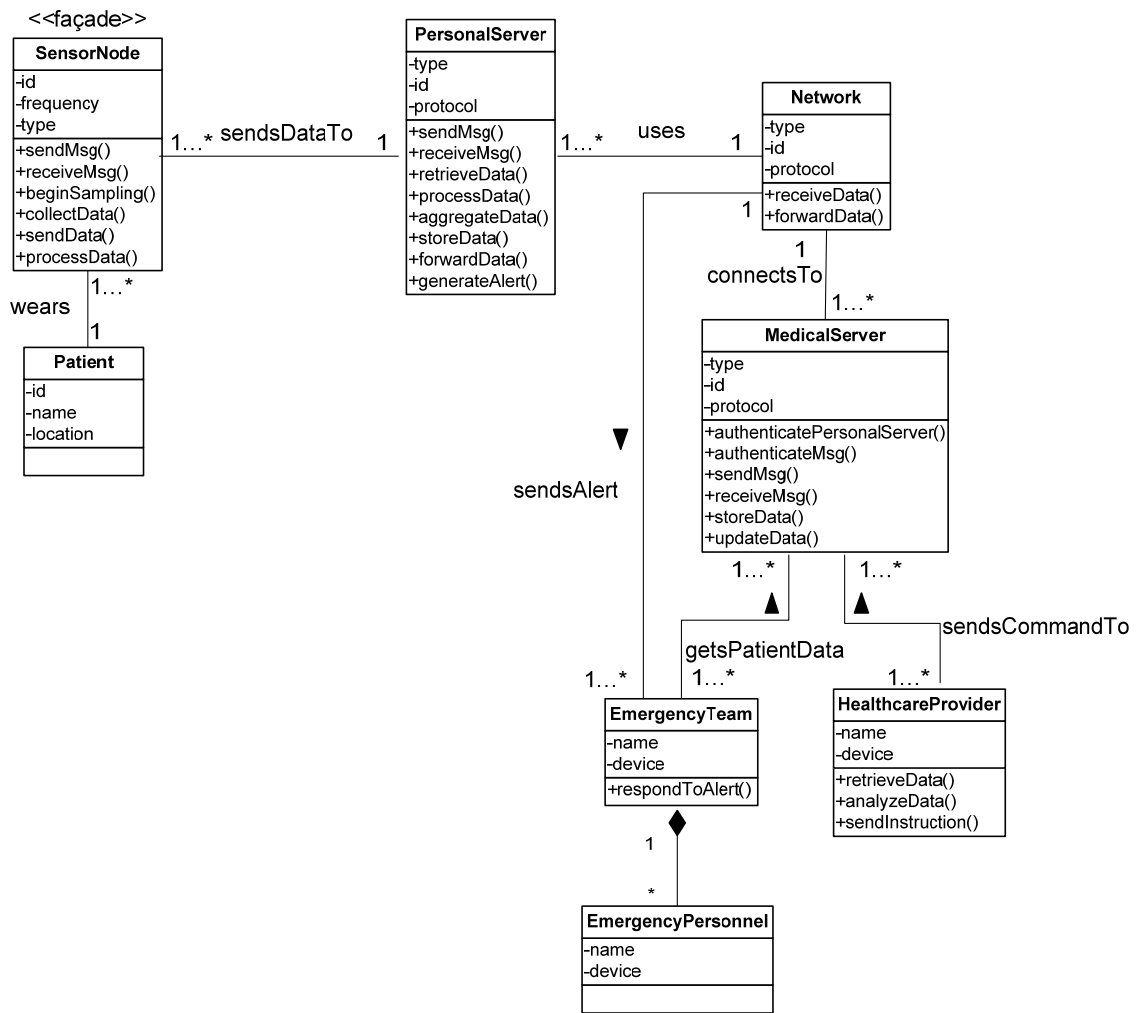 <<façade>>
SensorNode
-id
-frequency
-type
+sendMsg()
+receiveMsg()
+beginSampling()
+collectData()
+sendData()
+processData()
1...*
sendsDataTo
1
PersonalServer
-type
-id
-protocol
+sendMsg()
+receiveMsg()
+retrieveData()
+processData()
+aggregateData()
+storeData()
+forwardData()
+generateAlert()
1...*
uses
1
Network
-type
-id
-protocol
+receiveData()
+forwardData()
1
1
connectsTo
1...*
1...*
wears
1
Patient
-id
-name
-location
MedicalServer
-type
-id
-protocol
+authenticatePersonalServer()
+authenticateMsg()
+sendMsg()
+receiveMsg()
+storeData()
+updateData()
sendsAlert
1...*
1...*
getsPatientData
sendsCommandTo
1...*
1...*
1...*
EmergencyTeam
-name
-device
+respondToAlert()
HealthcareProvider
-name
-device
+retrieveData()
+analyzeData()
+sendInstruction()
1
*
EmergencyPersonnel
-name
-device